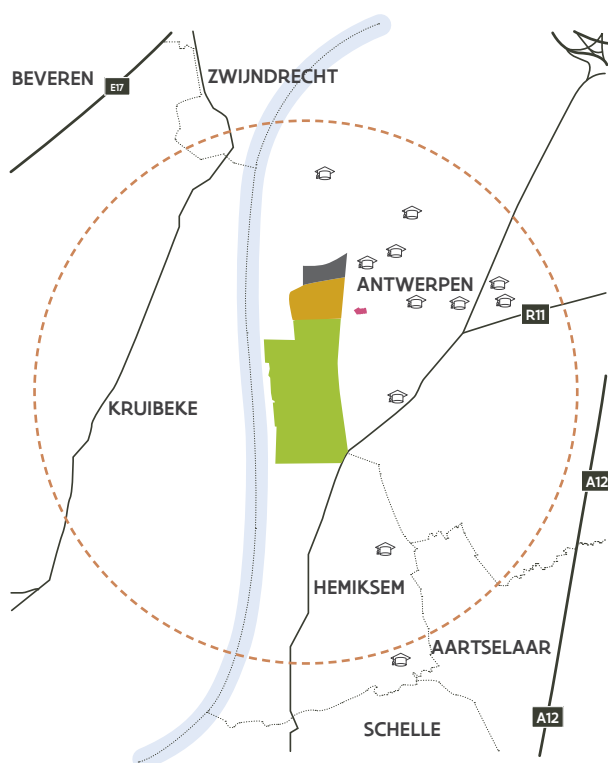 ZWIJNDRECHT
BEVEREN
E17
ANTWERPEN
R11
KRUIBEKE
A12
HEMIKSEM
AARTSELAAR
A12
SCHELLE